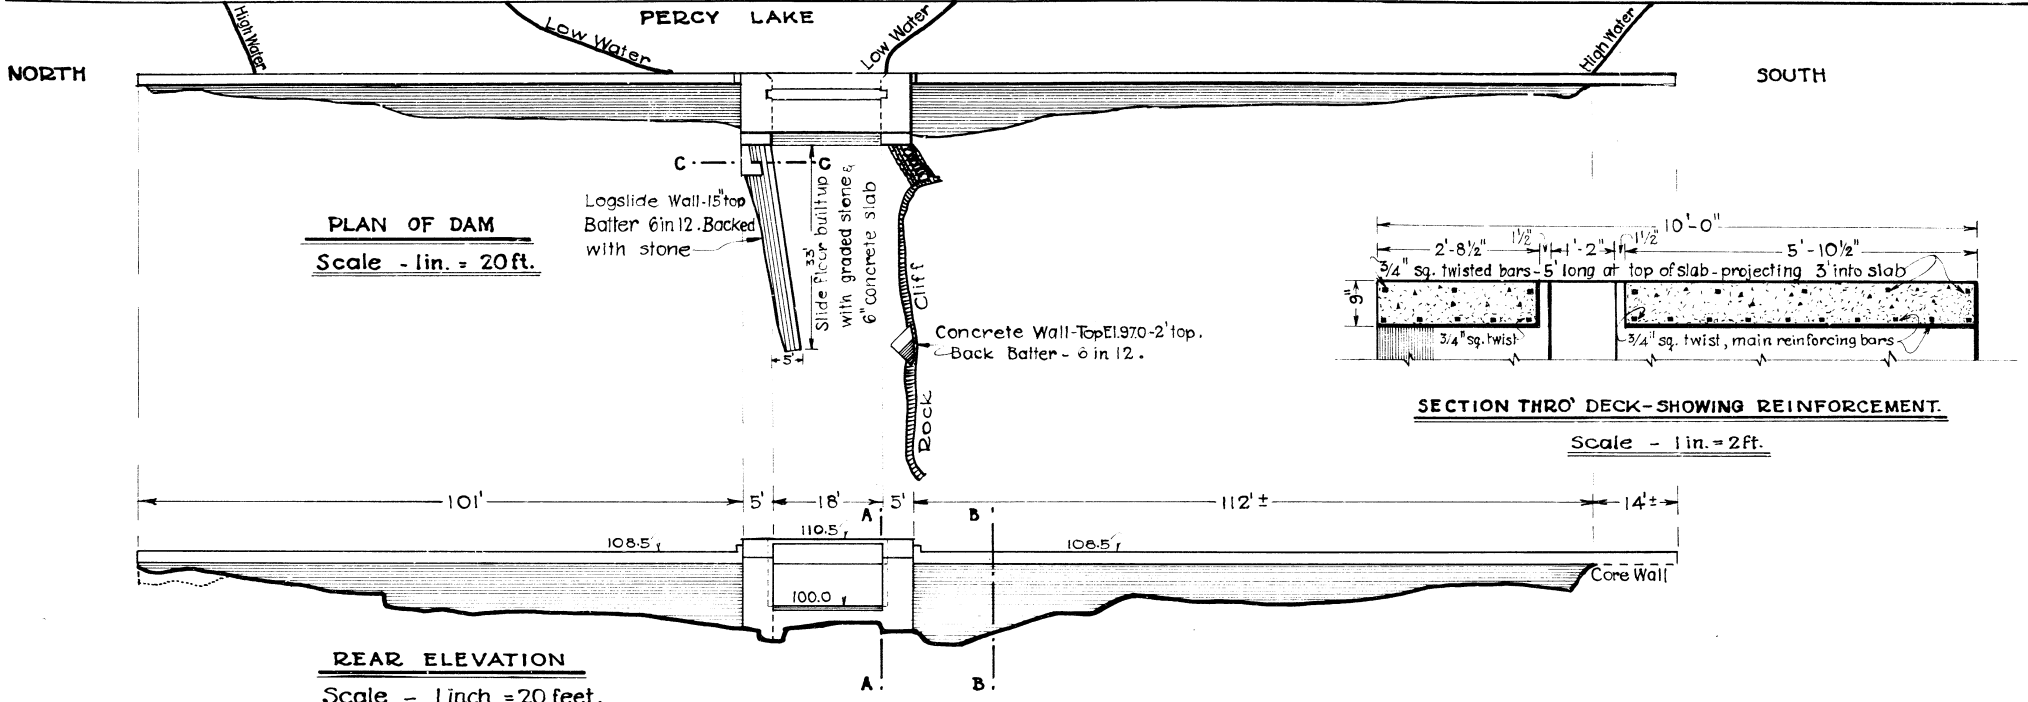 PERCY LAKE
High Water
Low Water
Low Water
High Water
NORTH
SOUTH
C
C
Logslide Wall-15" top
Batter 6 in 12. Backed
with stone
33'
Slide floor built up
with graded stone &
6" concrete slab
5'
Cliff
Rock
Concrete Wall-Top El. 97.0-2' top.
Back Batter - 6 in 12.
PLAN OF DAM
Scale - 1 in. = 20 ft.
10'-0"
2'-8½"
1½"
1'-2"
1½"
5'-10½"
3/4" sq. twisted bars-5' long at top of slab-projecting 3' into slab
9"
3/4" sq. twist
3/4" sq. twist, main reinforcing bars
SECTION THRO' DECK-SHOWING REINFORCEMENT.
Scale - 1 in. = 2 ft.
101'
5'
18'
5'
112' ±
14' ±
A
B
108.5'
110.5'
108.5'
100.0
Core Wall
A
B
REAR ELEVATION
Scale - 1 inch = 20 feet.